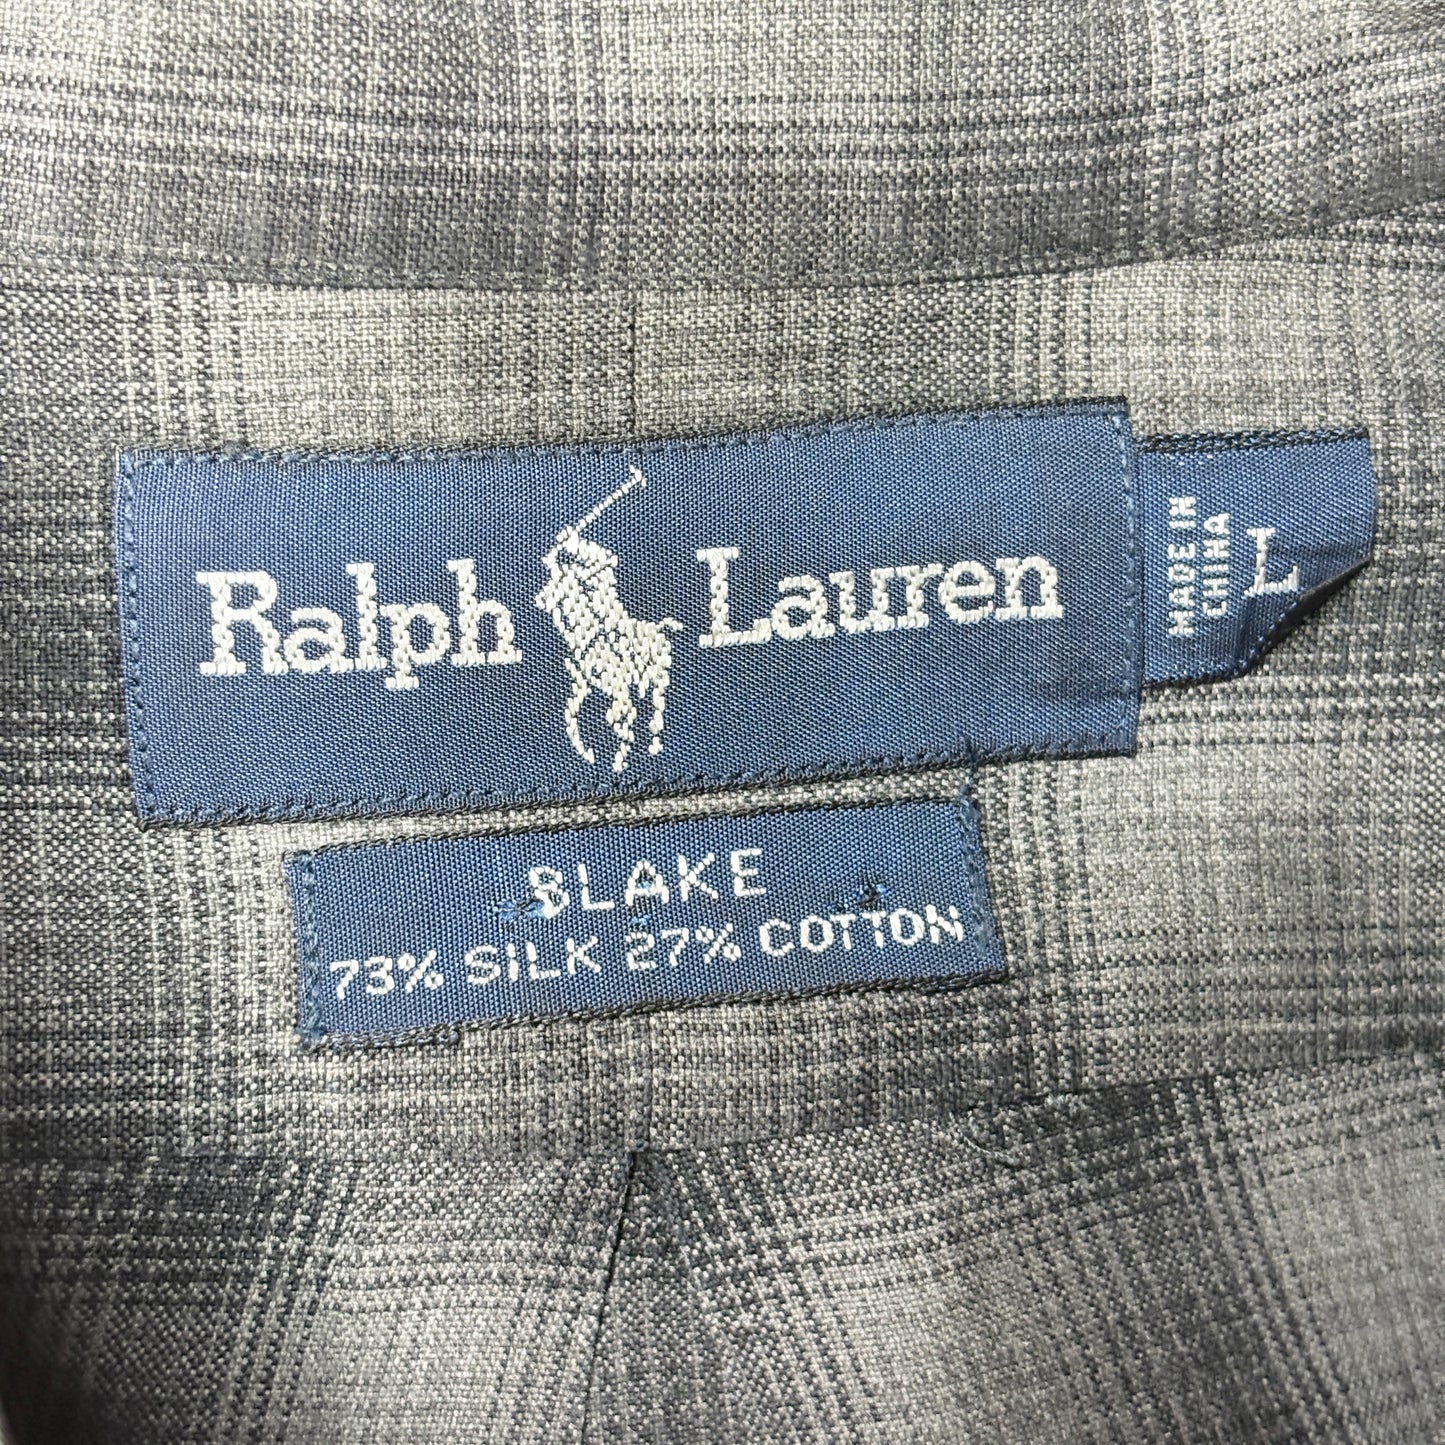 Ralph Lauren
MADE IN
CHINA
L
BLAKE
73% SILK 27% COTTON